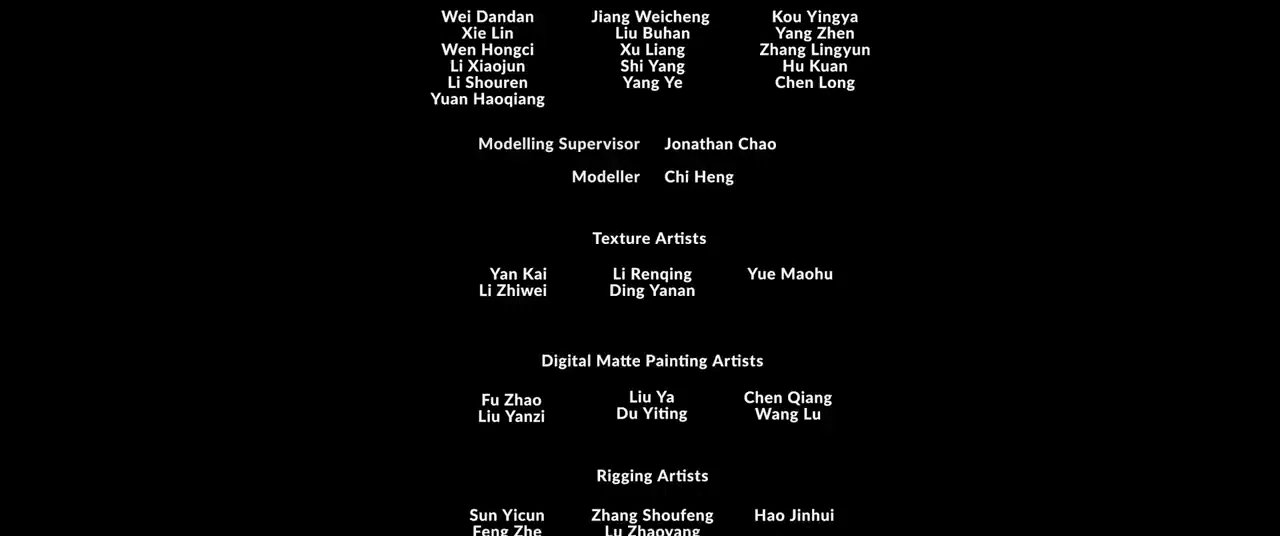 Wei Dandan Jiang Weicheng Kou Yingya
Xie Lin Liu Buhan Yang Zhen
Wen Hongci Xu Liang Zhang Lingyun
Li Xiaojun Shi Yang Hu Kuan
Li Shouren Yang Ye Chen Long
Yuan Haoqiang
Modelling Supervisor Jonathan Chao
Modeller Chi Heng
Texture Artists
Yan Kai Li Renqing Yue Maohu
Li Zhiwei Ding Yanan
Digital Matte Painting Artists
Fu Zhao Liu Ya Chen Qiang
Liu Yanzi Du Yiting Wang Lu
Rigging Artists
Sun Yicun Zhang Shoufeng Hao Jinhui
Feng Zhe Lu Zhaoyang